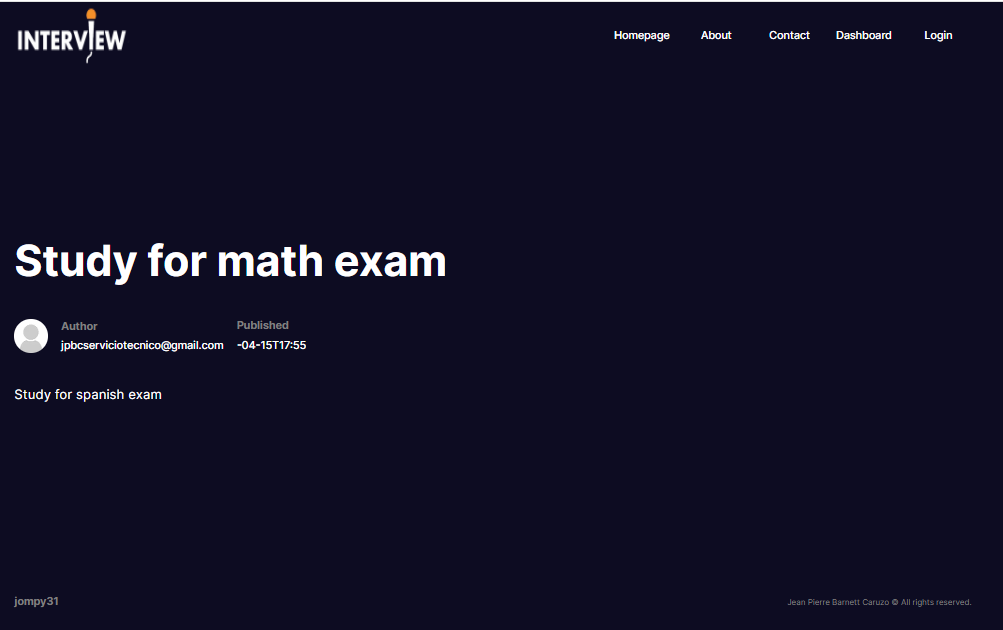 INTERVIEW
Homepage About Contact Dashboard Login
Study for math exam
Author Published
jpbcserviciotecnico@gmail.com -04-15T17:55
Study for spanish exam
jompy31 Jean Pierre Barnett Caruzo © All rights reserved.